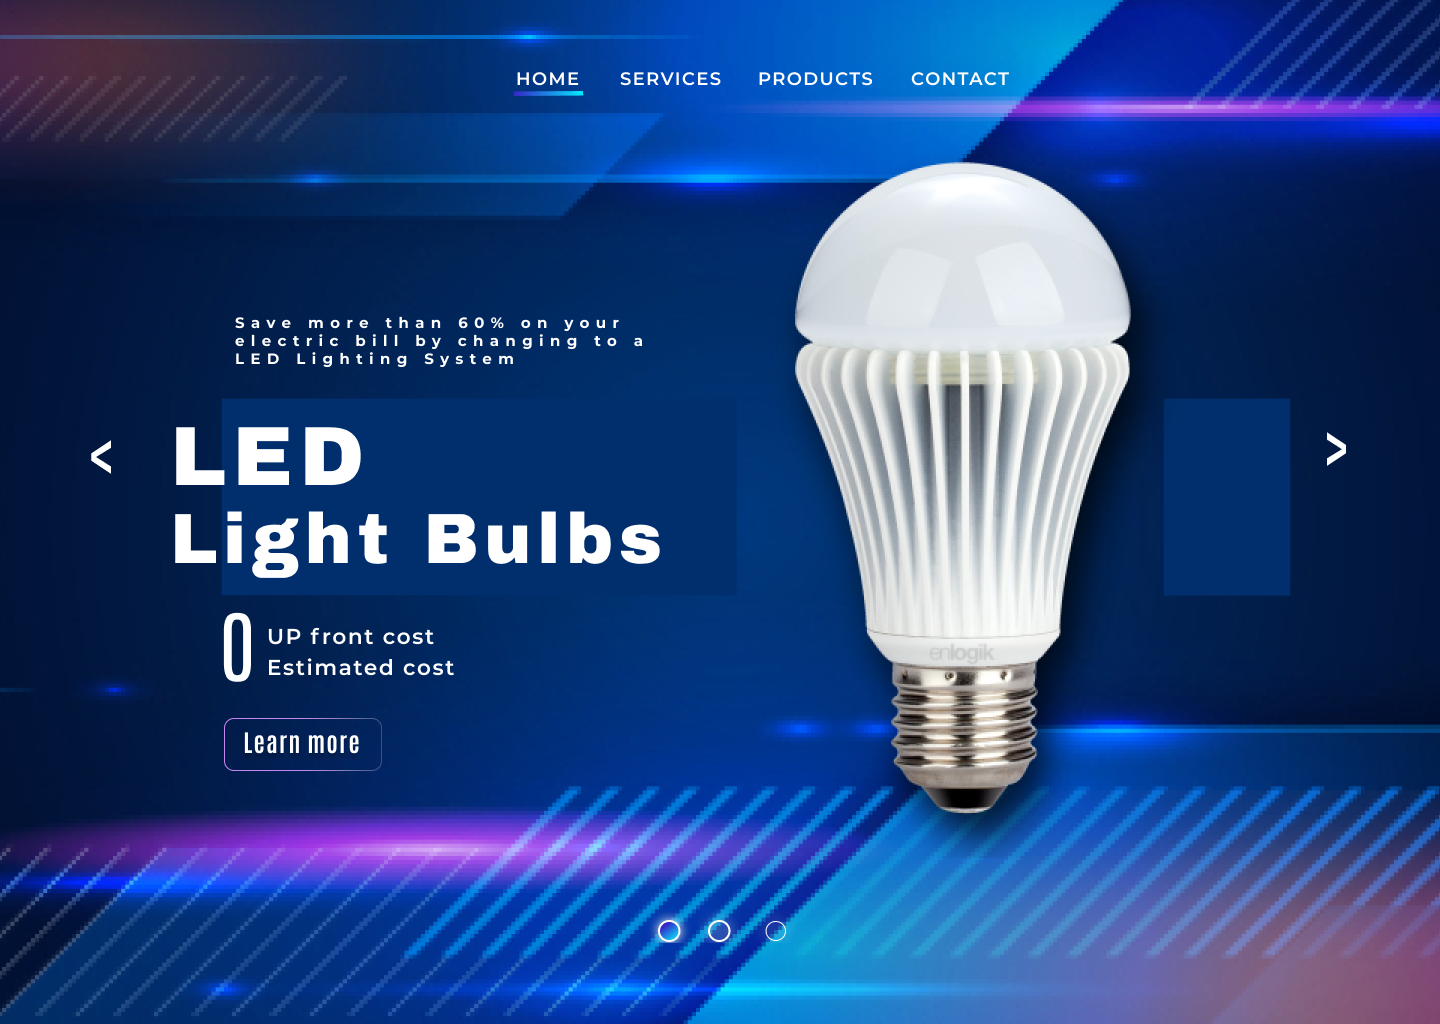 HOME SERVICES PRODUCTS CONTACT
Save more than 60% on your
electric bill by changing to a
LED Lighting System
< >
LED
Light Bulbs
0 UP front cost
Estimated cost
enlogik
Learn more